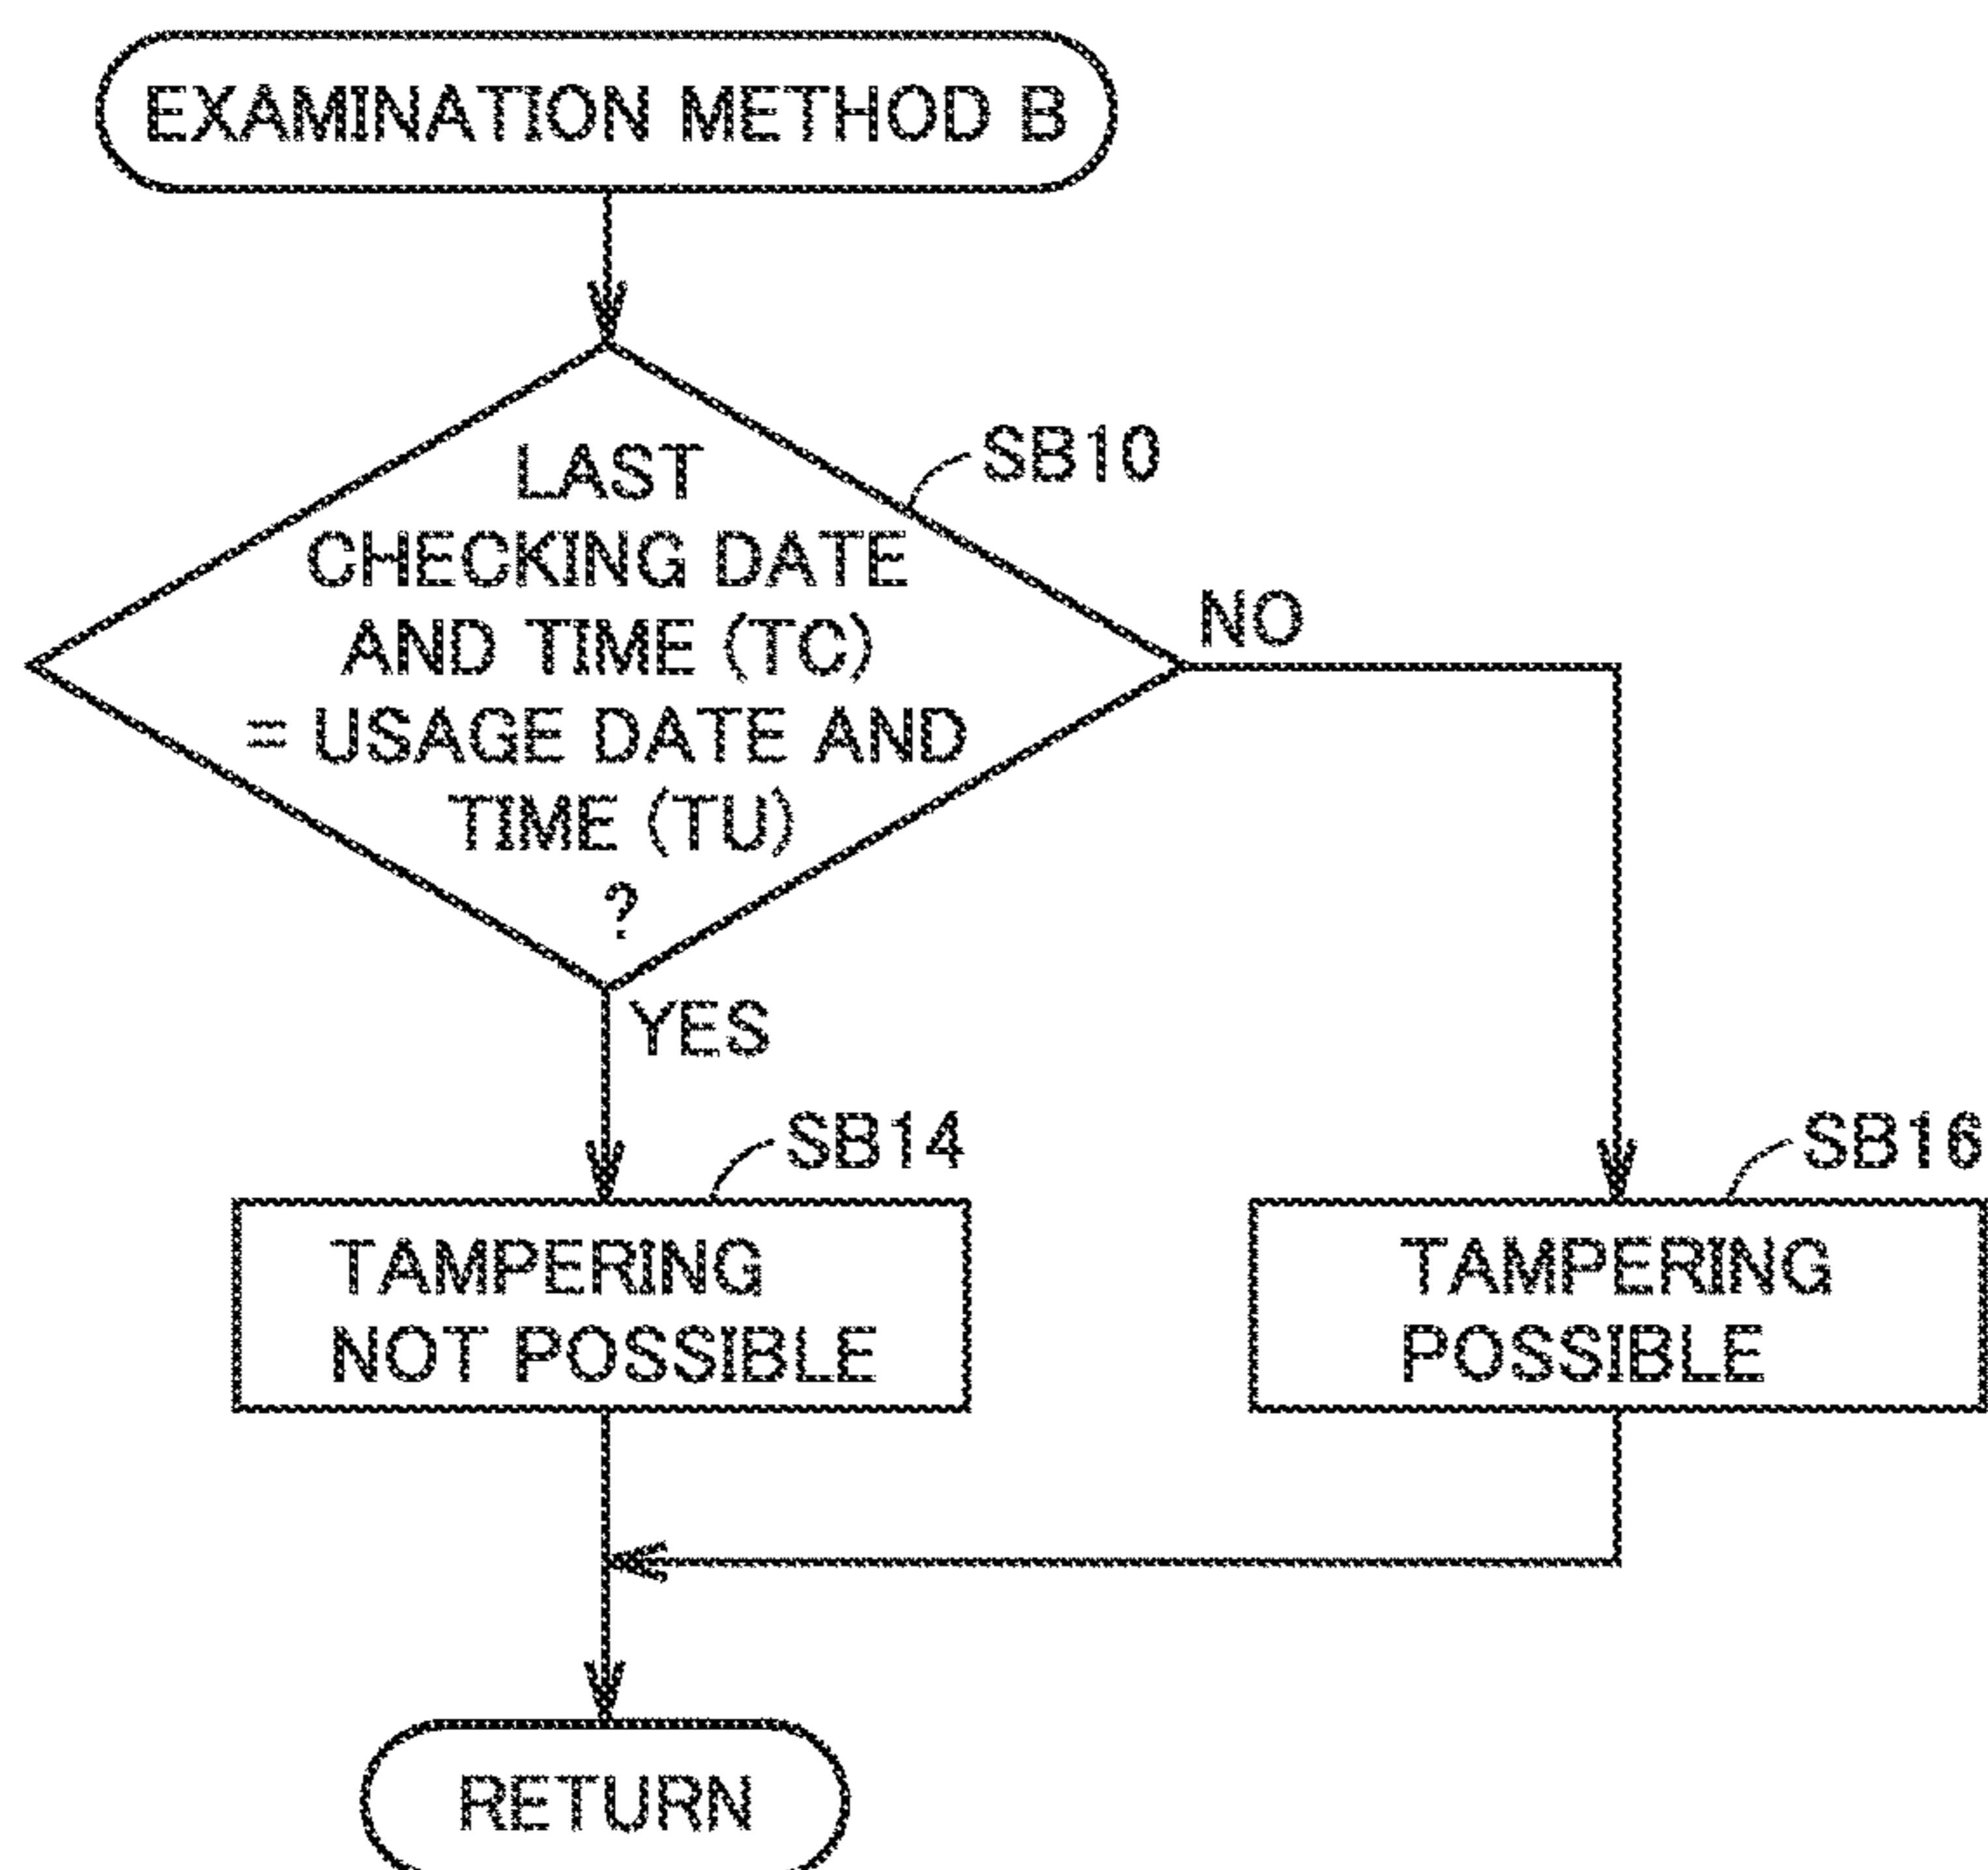 EXAMINATION METHOD B
SB10
LAST
CHECKING DATE
AND TIME (TC)
= USAGE DATE AND
TIME (TU)
?
NO
YES
SB14
TAMPERING
NOT POSSIBLE
SB16
TAMPERING
POSSIBLE
RETURN